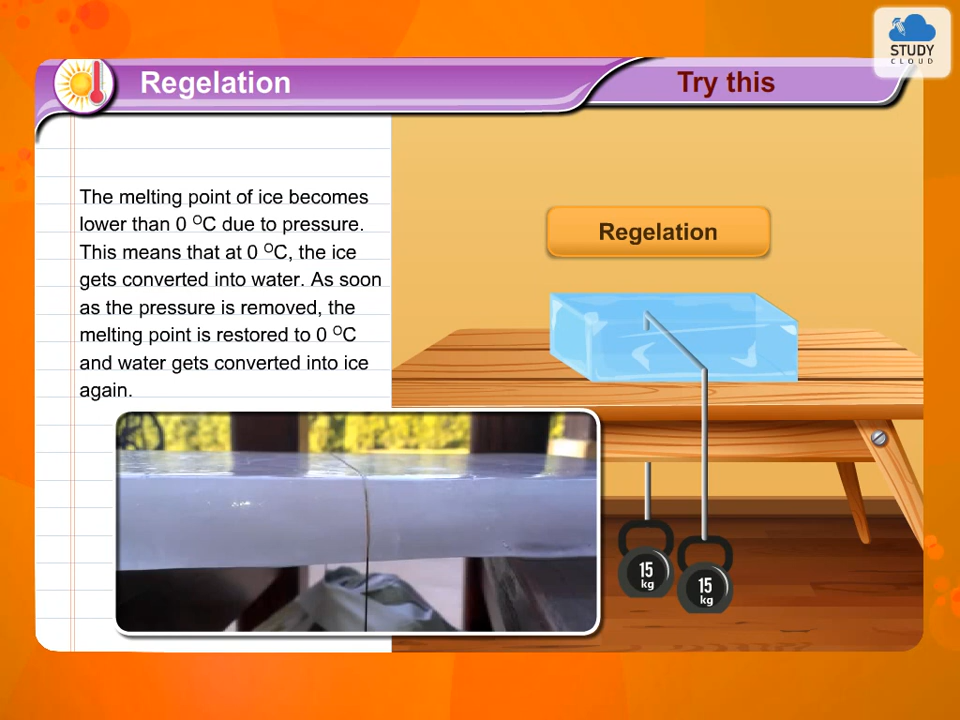 STUDY
CLOUD
Regelation
Try this
The melting point of ice becomes
lower than 0 ᴼC due to pressure.
This means that at 0 ᴼC, the ice
gets converted into water. As soon
as the pressure is removed, the
melting point is restored to 0 ᴼC
and water gets converted into ice
again.
Regelation
15
kg
15
kg